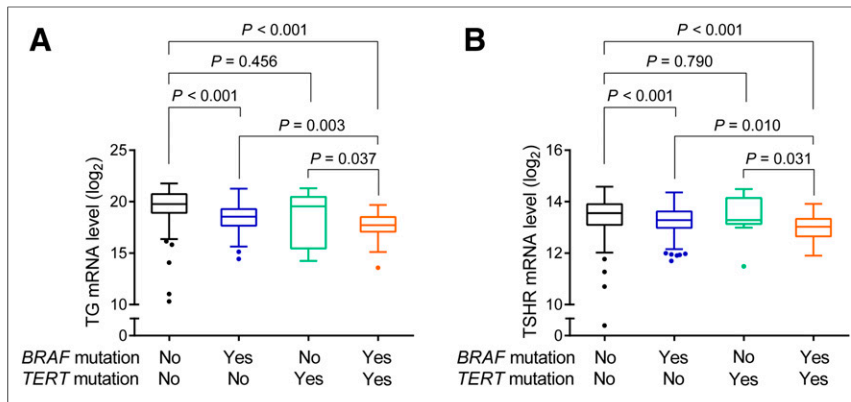 A
P < 0.001
P = 0.456
P < 0.001
P = 0.003
P = 0.037
25
20
15
10
0
TG mRNA level (log2)
BRAF mutation No Yes No Yes
TERT mutation No No Yes Yes
B
P < 0.001
P = 0.790
P < 0.001
P = 0.010
P = 0.031
16
14
12
10
0
TSHR mRNA level (log2)
BRAF mutation No Yes No Yes
TERT mutation No No Yes Yes